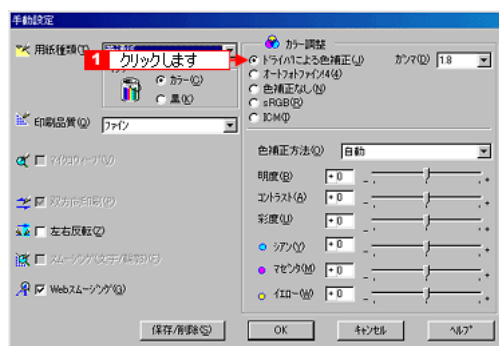 手動設定
用紙種類(T)
1 クリックします
カラー(C)
黒(K)
印刷品質(Q) ファイン
マイクロウィーブ(V)
双方向印刷(P)
左右反転(Z)
スムージング(文字/輪郭)(E)
Webスムージング(G)
保存/削除(S)
カラー調整
ドライバによる色補正(J)
ガンマ(D) 1.8
オートフォトファイン!4(4)
色補正なし(N)
sRGB(R)
ICM(I)
色補正方法(O) 自動
明度(B) +0
コントラスト(A) +0
彩度(U) +0
シアン(Y) +0
マゼンタ(M) +0
イエロー(W) +0
OK キャンセル ヘルプ